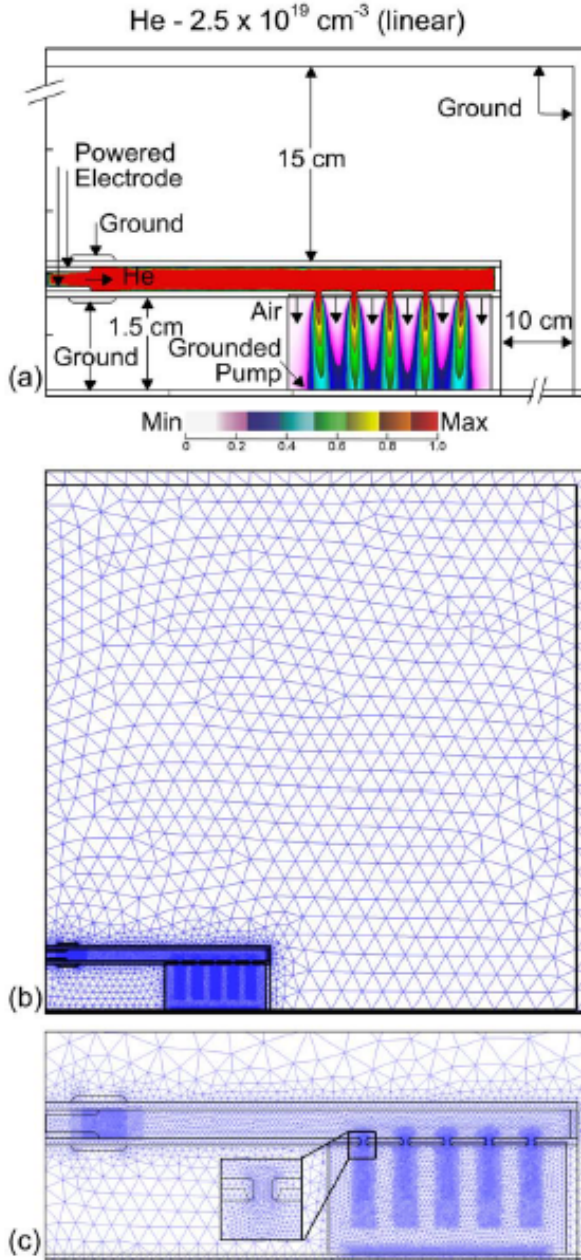 He - 2.5 x 10¹⁹ cm⁻³ (linear)
Ground
15 cm
Powered
Electrode
Ground
He
Air
1.5 cm
10 cm
Ground
Grounded
Pump
(a)
Min
Max
0 0.2 0.4 0.6 0.8 1.0
(b)
(c)